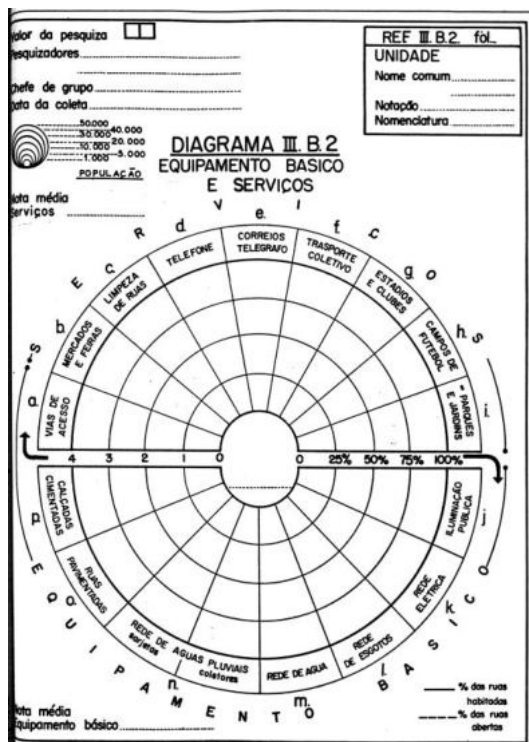 alor da pesquiza
esquizadores
hefe de grupo
ata da coleta
50.000
40.000
30.000
20.000
10.000
5.000
1.000
POPULAÇÃO
ota média
erviços
REF III.B.2. fol.
UNIDADE
Nome comum
Notação
Nomenclatura
DIAGRAMA III.B.2
EQUIPAMENTO BASICO
E SERVIÇOS
SERVIÇOS
a. VIAS DE
ACESSO
b. MERCADOS
E FEIRAS
c. LIMPEZA
DE RUAS
d. TELEFONE
e. CORREIOS
TELEGRAFO
f. TRASPORTE
COLETIVO
g. ESTADIOS
E CLUBES
h. CAMPOS DE
FUTEBOL
i. PARQUES
E JARDINS
4 3 2 1 0 0 25% 50% 75% 100%
j. ILUMINAÇÃO
PUBLICA
k. REDE
ELETRICA
l. REDE
DE ESGOTOS
m. REDE DE AGUA
n. REDE DE AGUAS PLUVIAIS
sarjetas coletores
o. RUAS
PAVIMENTADAS
p. CALÇADAS
CIMENTADAS
EQUIPAMENTO BASICO
ota média
quipamento básico
% das ruas
habitadas
% das ruas
abertas